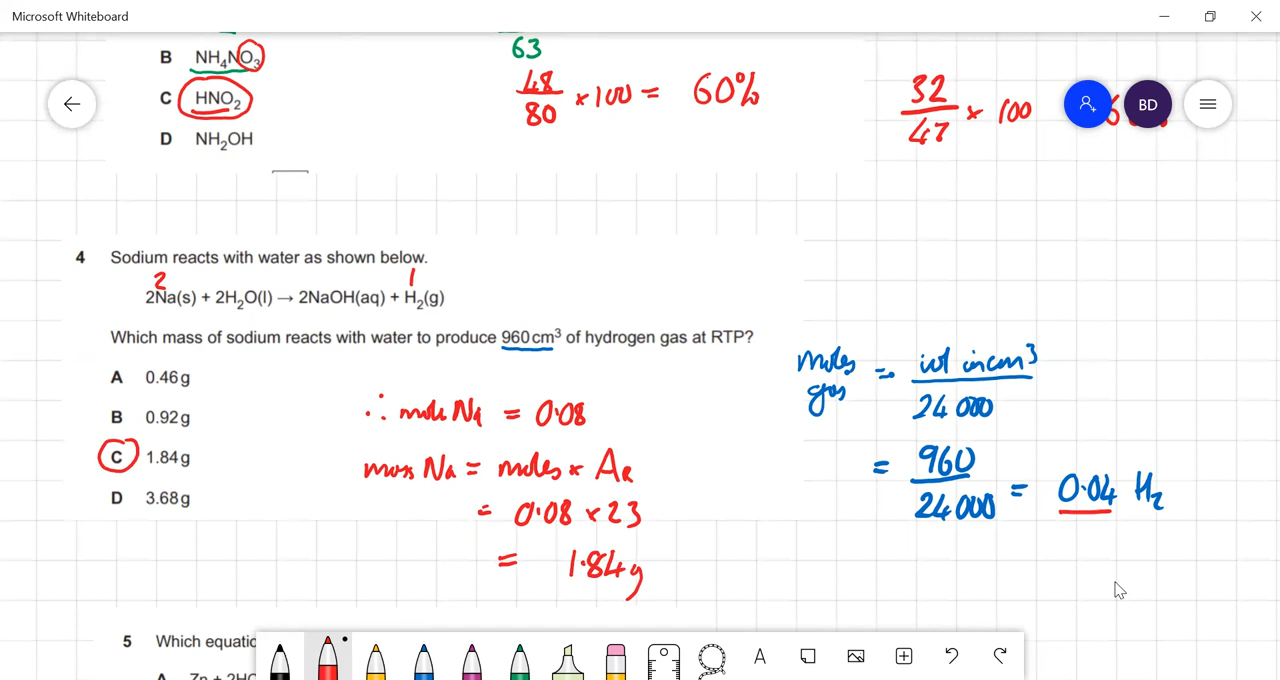 Microsoft Whiteboard
63
B NH4NO3
48/80 × 100 = 60%
32/47 × 100
C HNO2
BD
D NH2OH
4 Sodium reacts with water as shown below.
2 1
2Na(s) + 2H2O(l) → 2NaOH(aq) + H2(g)
Which mass of sodium reacts with water to produce 960 cm³ of hydrogen gas at RTP?
A 0.46 g
B 0.92 g
C 1.84 g
D 3.68 g
∴ mole Na = 0.08
mass Na = moles × Ar
= 0.08 × 23
= 1.84g
moles gas = vol in cm³ / 24 000
= 960 / 24 000 = 0.04 H2
5 Which equatio
A Zn + 2HC
A